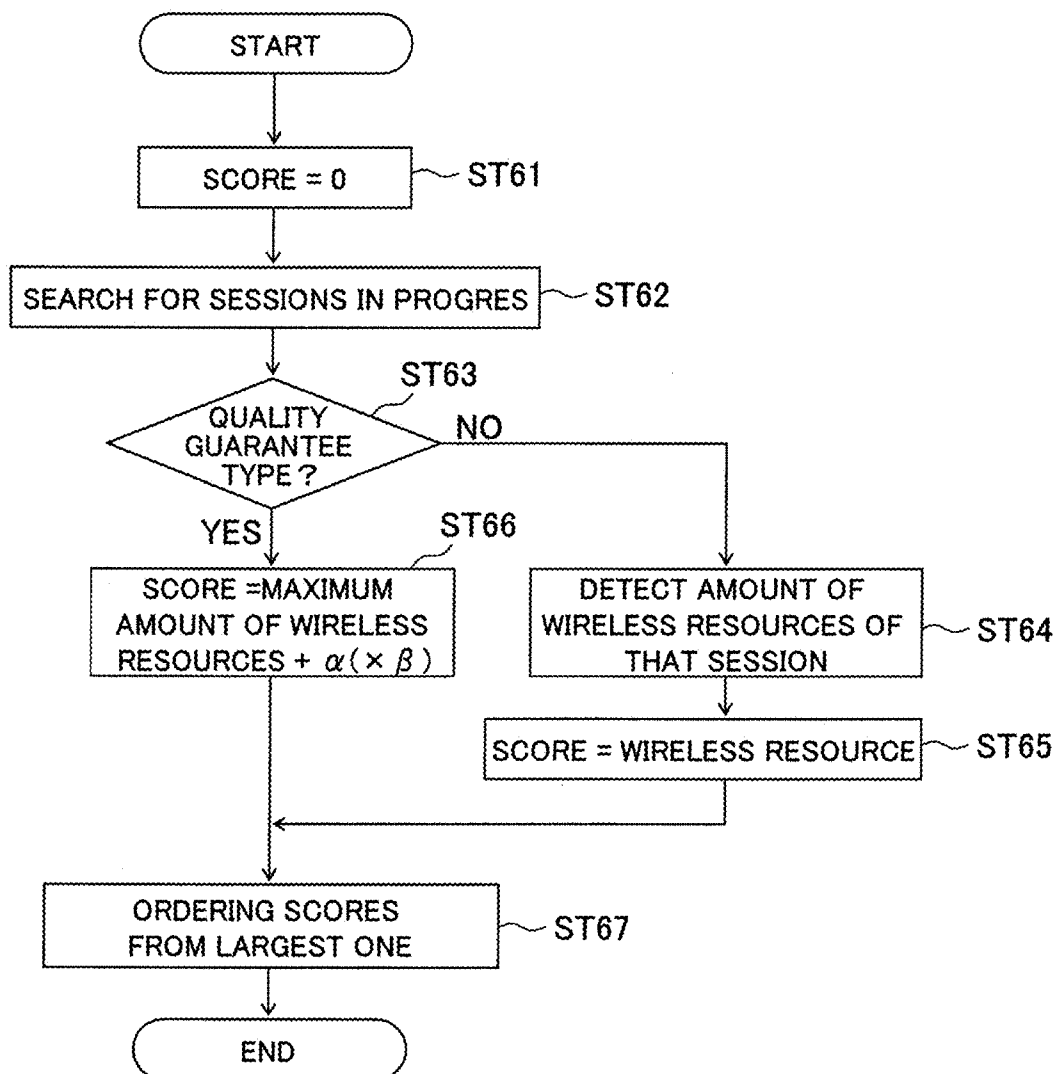 START
SCORE = 0
ST61
SEARCH FOR SESSIONS IN PROGRES
ST62
ST63
QUALITY
GUARANTEE
TYPE?
NO
YES
ST66
SCORE =MAXIMUM
AMOUNT OF WIRELESS
RESOURCES + α(× β)
DETECT AMOUNT OF
WIRELESS RESOURCES OF
THAT SESSION
ST64
SCORE = WIRELESS RESOURCE
ST65
ORDERING SCORES
FROM LARGEST ONE
ST67
END